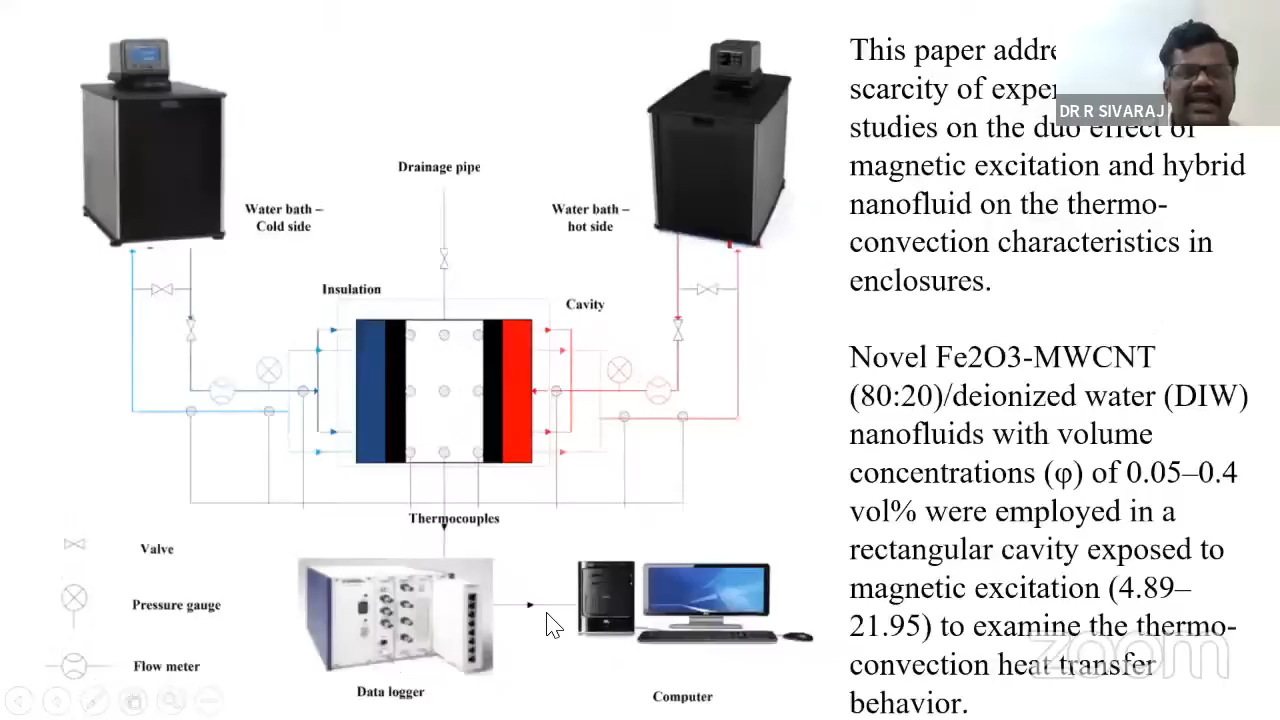 This paper addre
scarcity of exper
DR R SIVARAJ
studies on the duo effect of
magnetic excitation and hybrid
nanofluid on the thermo-
convection characteristics in
enclosures.
Novel Fe2O3-MWCNT
(80:20)/deionized water (DIW)
nanofluids with volume
concentrations (φ) of 0.05–0.4
vol% were employed in a
rectangular cavity exposed to
magnetic excitation (4.89–
21.95) to examine the thermo-
convection heat transfer
behavior.
zoom
Drainage pipe
Water bath –
Cold side
Water bath –
hot side
Insulation
Cavity
Thermocouples
Valve
Pressure gauge
Flow meter
Data logger
Computer